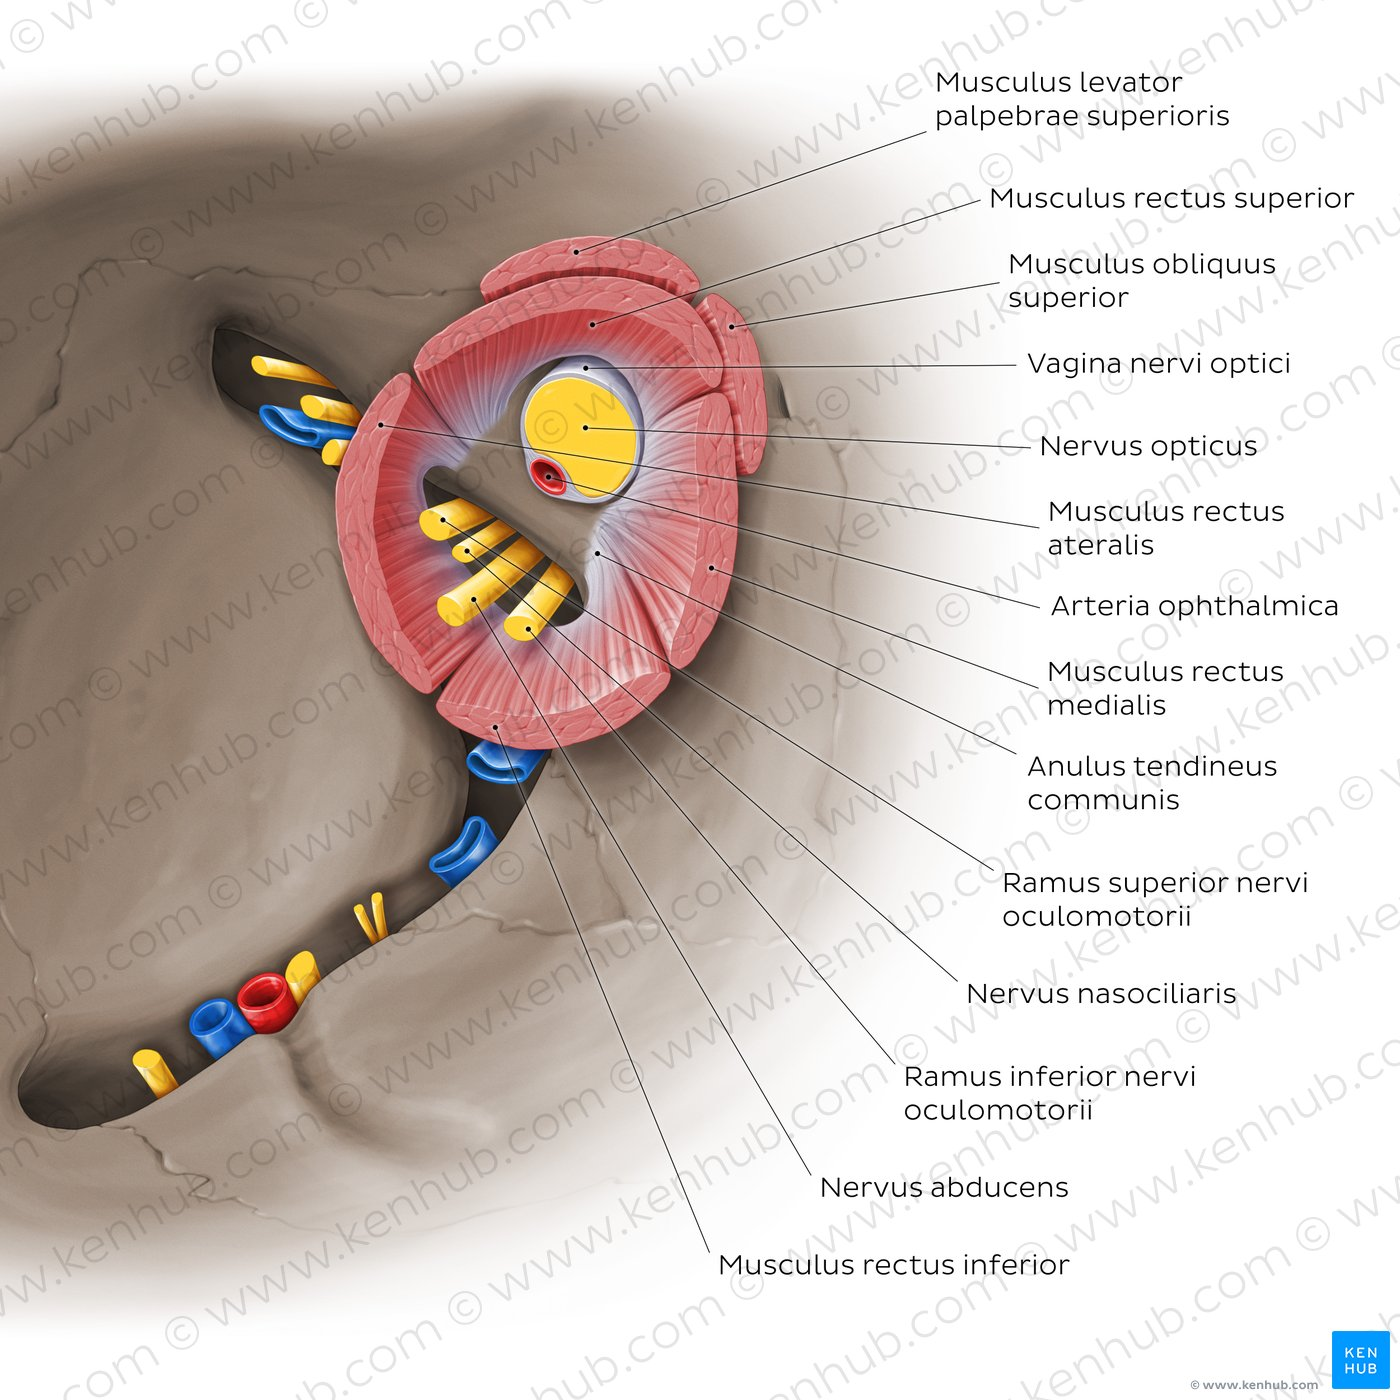 Musculus levator
palpebrae superioris
Musculus rectus superior
Musculus obliquus
superior
Vagina nervi optici
Nervus opticus
Musculus rectus
ateralis
Arteria ophthalmica
Musculus rectus
medialis
Anulus tendineus
communis
Ramus superior nervi
oculomotorii
Nervus nasociliaris
Ramus inferior nervi
oculomotorii
Nervus abducens
Musculus rectus inferior
KEN
HUB
© www.kenhub.com